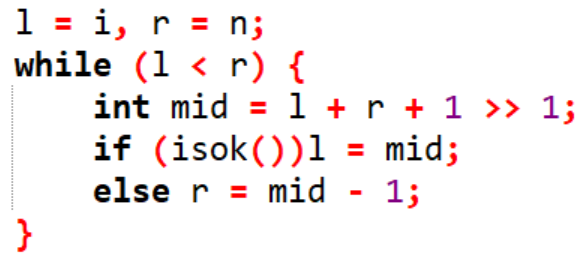 l = i, r = n;
while (l < r) {
    int mid = l + r + 1 >> 1;
    if (isok())l = mid;
    else r = mid - 1;
}